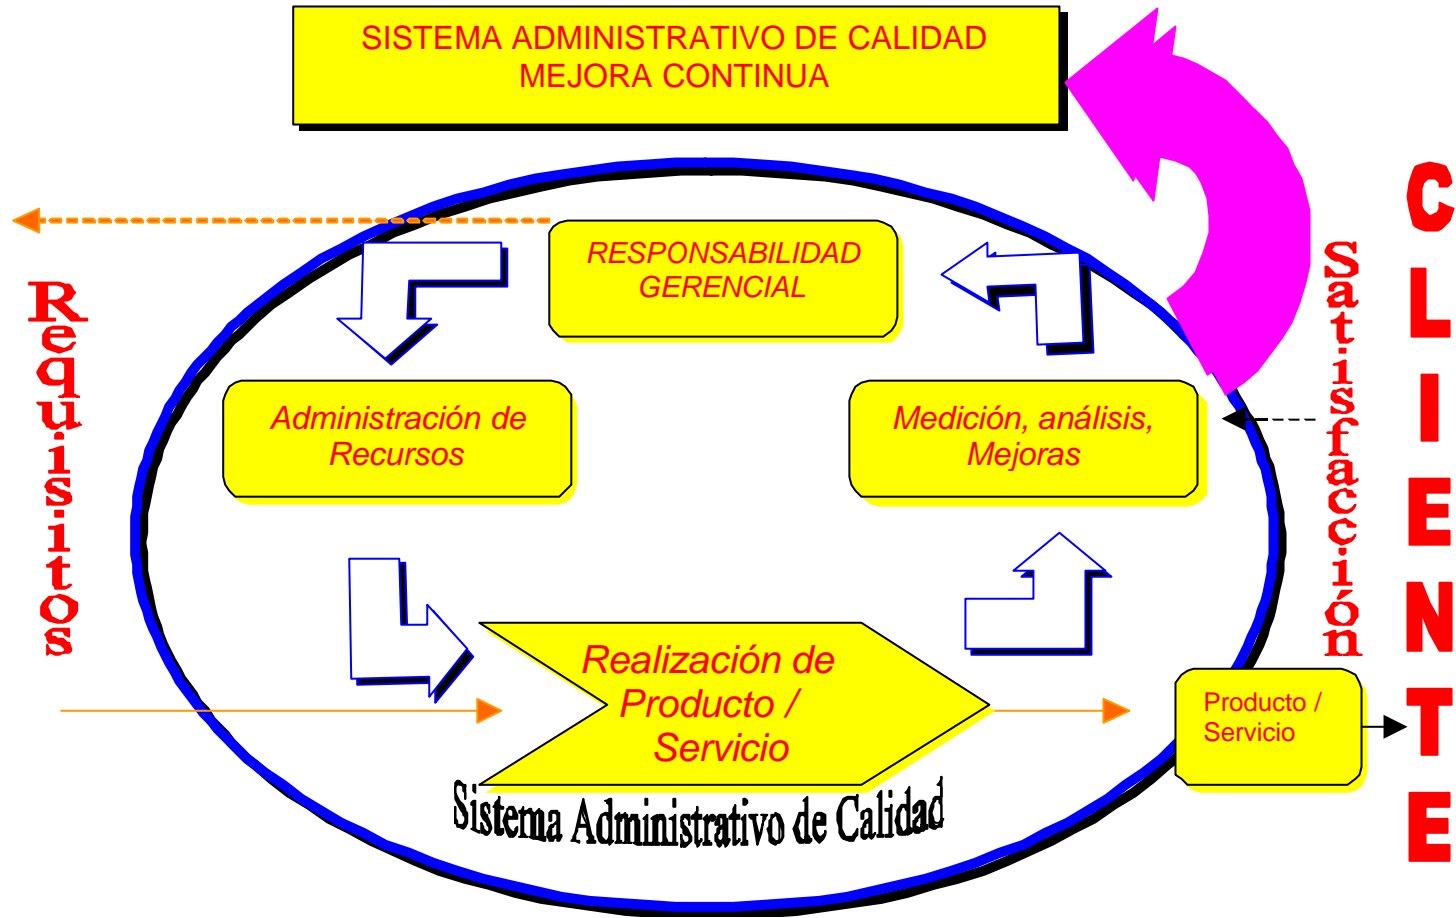 SISTEMA ADMINISTRATIVO DE CALIDAD
MEJORA CONTINUA
RESPONSABILIDAD
GERENCIAL
Requisitos
Administración de
Recursos
Medición, análisis,
Mejoras
Satisfacción
CLIENTE
Realización de
Producto /
Servicio
Producto /
Servicio
Sistema Administrativo de Calidad